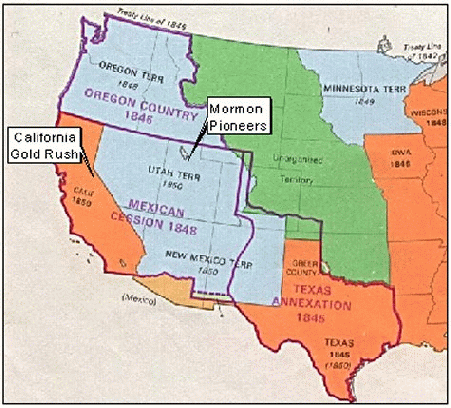 Treaty Line of 1846
Treaty Line
of 1842
OREGON TERR
1848
OREGON COUNTRY
1846
MINNESOTA TERR
1849
WISCONSIN
1848
Mormon
Pioneers
California
Gold Rush
Unorganized
Territory
IOWA
1846
UTAH TERR
1850
CALIF
1850
MEXICAN
CESSION 1848
NEW MEXICO TERR
1850
GREER
COUNTY
(Mexico)
TEXAS
ANNEXATION
1845
TEXAS
1845
(1850)